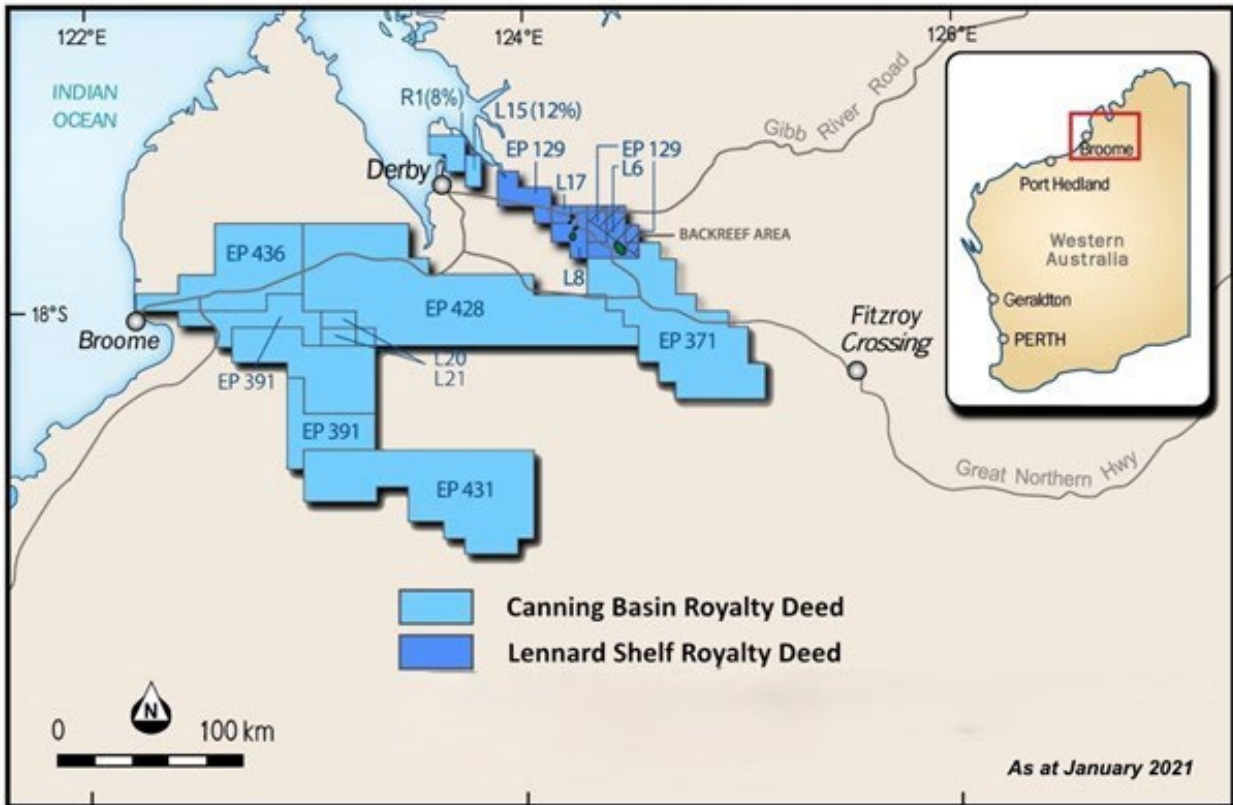 122°E
124°E
126°E
INDIAN
OCEAN
R1(8%)
L15 (12%)
EP 129
EP 129
L6
L17
Derby
Gibb River Road
BACKREEF AREA
L8
EP 436
EP 428
EP 371
18°S
Broome
EP 391
L20
L21
Fitzroy
Crossing
EP 391
EP 431
Great Northern Hwy
Broome
Port Hedland
Western
Australia
Geraldton
PERTH
Canning Basin Royalty Deed
Lennard Shelf Royalty Deed
N
0 100 km
As at January 2021